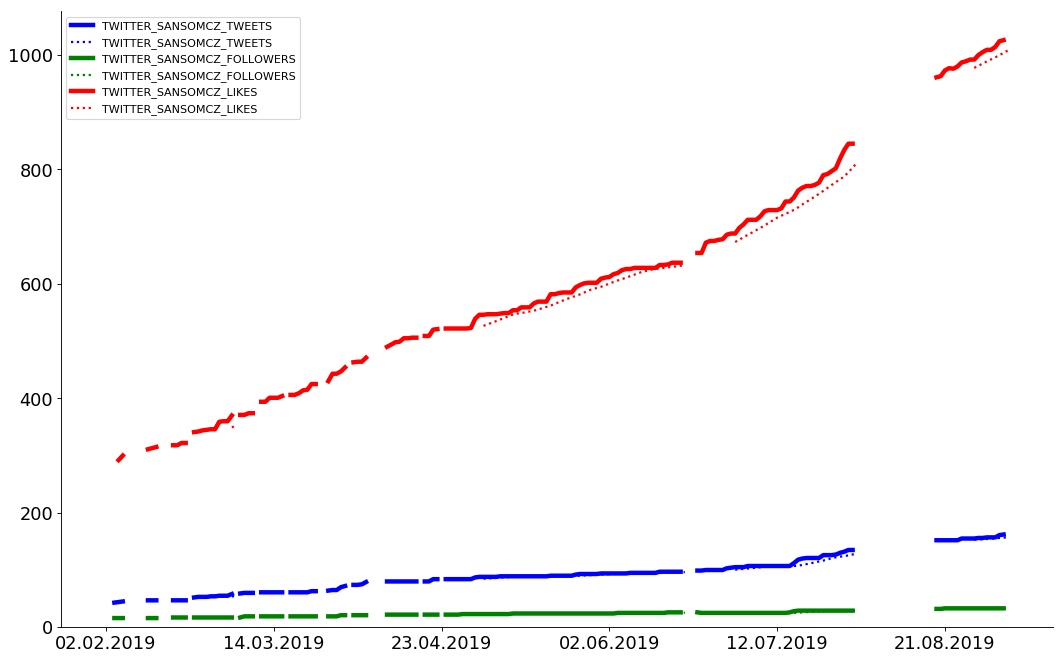 TWITTER_SANSOMCZ_TWEETS
TWITTER_SANSOMCZ_TWEETS
TWITTER_SANSOMCZ_FOLLOWERS
TWITTER_SANSOMCZ_FOLLOWERS
TWITTER_SANSOMCZ_LIKES
TWITTER_SANSOMCZ_LIKES
1000
800
600
400
200
0
02.02.2019 14.03.2019 23.04.2019 02.06.2019 12.07.2019 21.08.2019